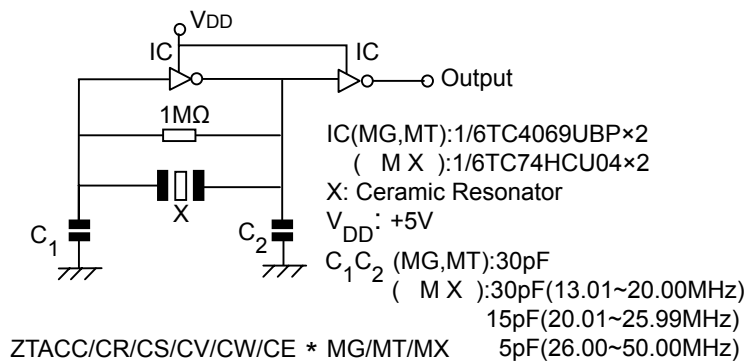 VDD
IC IC
Output
1MΩ
X
C1 C2
IC(MG,MT):1/6TC4069UBP×2
( M X ):1/6TC74HCU04×2
X: Ceramic Resonator
VDD: +5V
C1C2 (MG,MT):30pF
( M X ):30pF(13.01~20.00MHz)
15pF(20.01~25.99MHz)
5pF(26.00~50.00MHz)
ZTACC/CR/CS/CV/CW/CE * MG/MT/MX